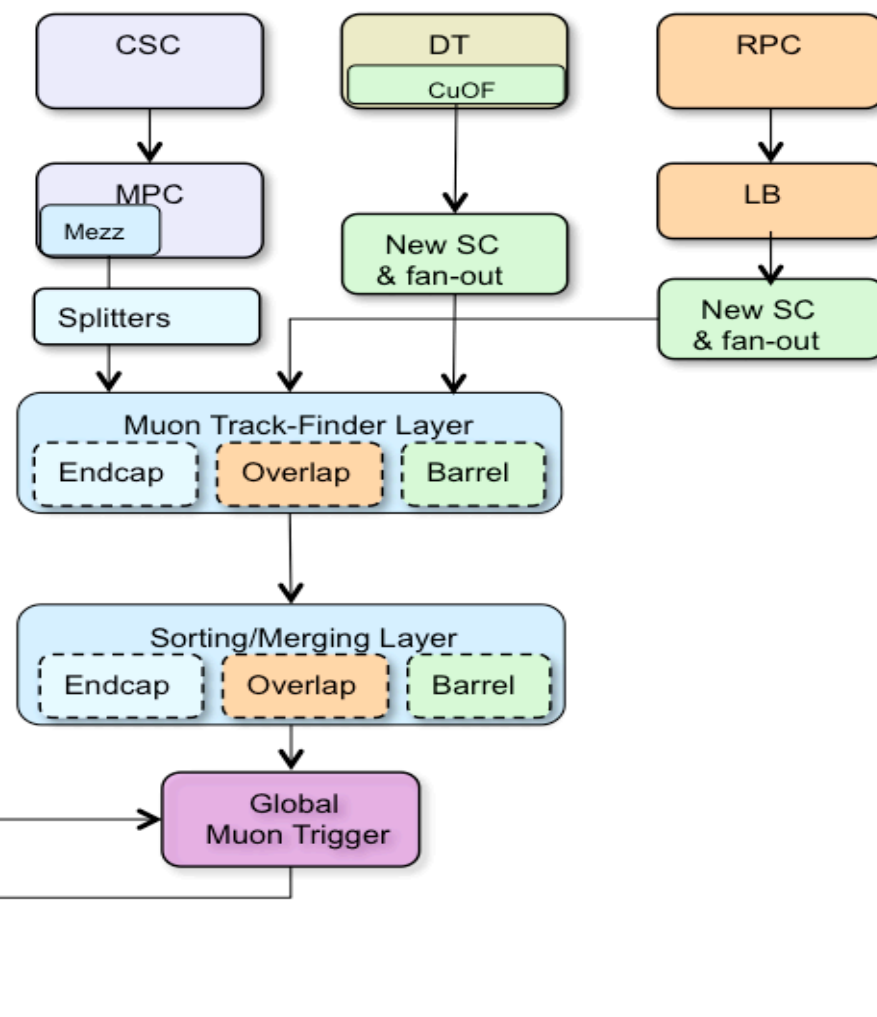 CSC
DT
RPC
CuOF
MPC
LB
Mezz
New SC
& fan-out
Splitters
New SC
& fan-out
Muon Track-Finder Layer
Endcap
Overlap
Barrel
Sorting/Merging Layer
Endcap
Overlap
Barrel
Global
Muon Trigger